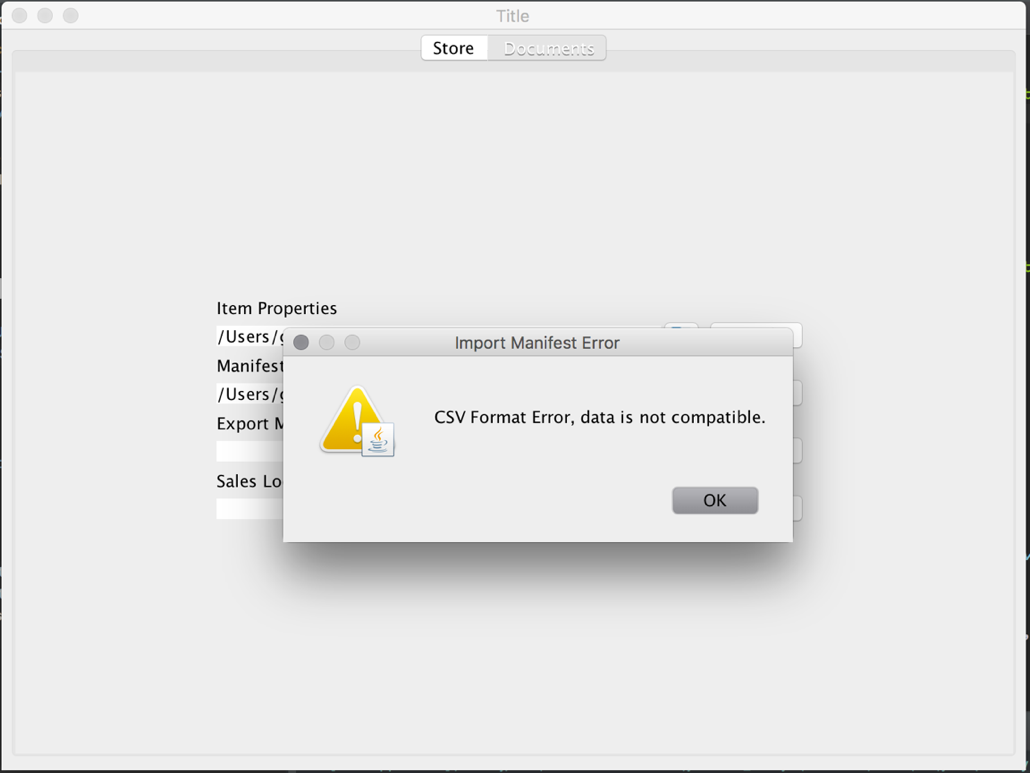 Title
Store Documents
Item Properties
/Users/
Import Manifest Error
Manifest
CSV Format Error, data is not compatible.
/Users/
Export
Sales
OK